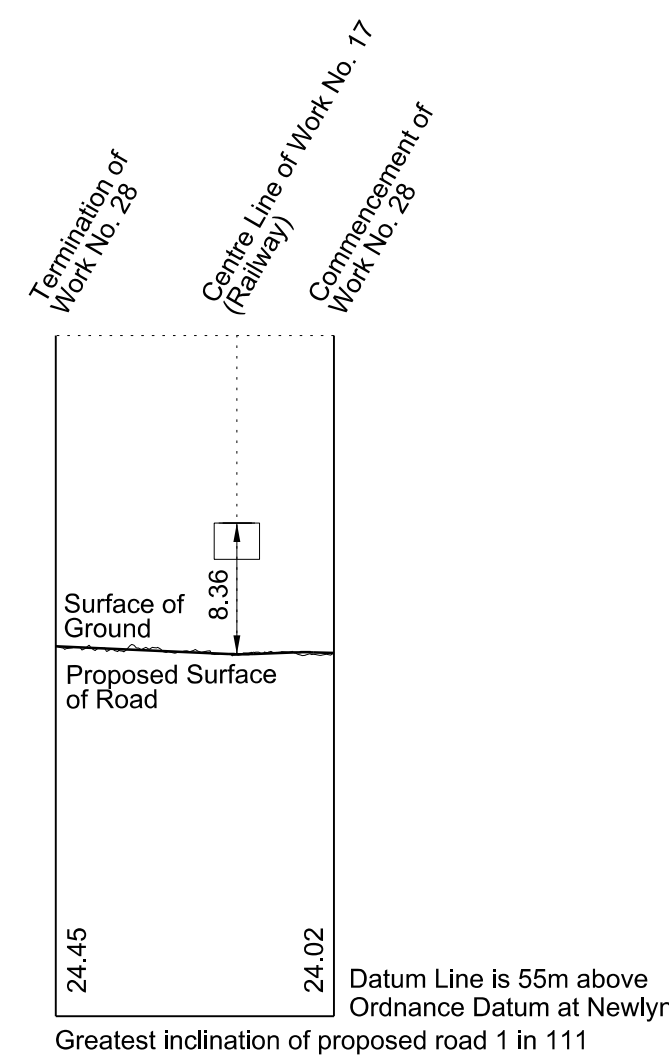 Termination of
Work No. 28
Centre Line of Work No. 17
(Railway)
Commencement of
Work No. 28
8.36
Surface of
Ground
Proposed Surface
of Road
24.45
24.02
Datum Line is 55m above
Ordnance Datum at Newlyn
Greatest inclination of proposed road 1 in 111